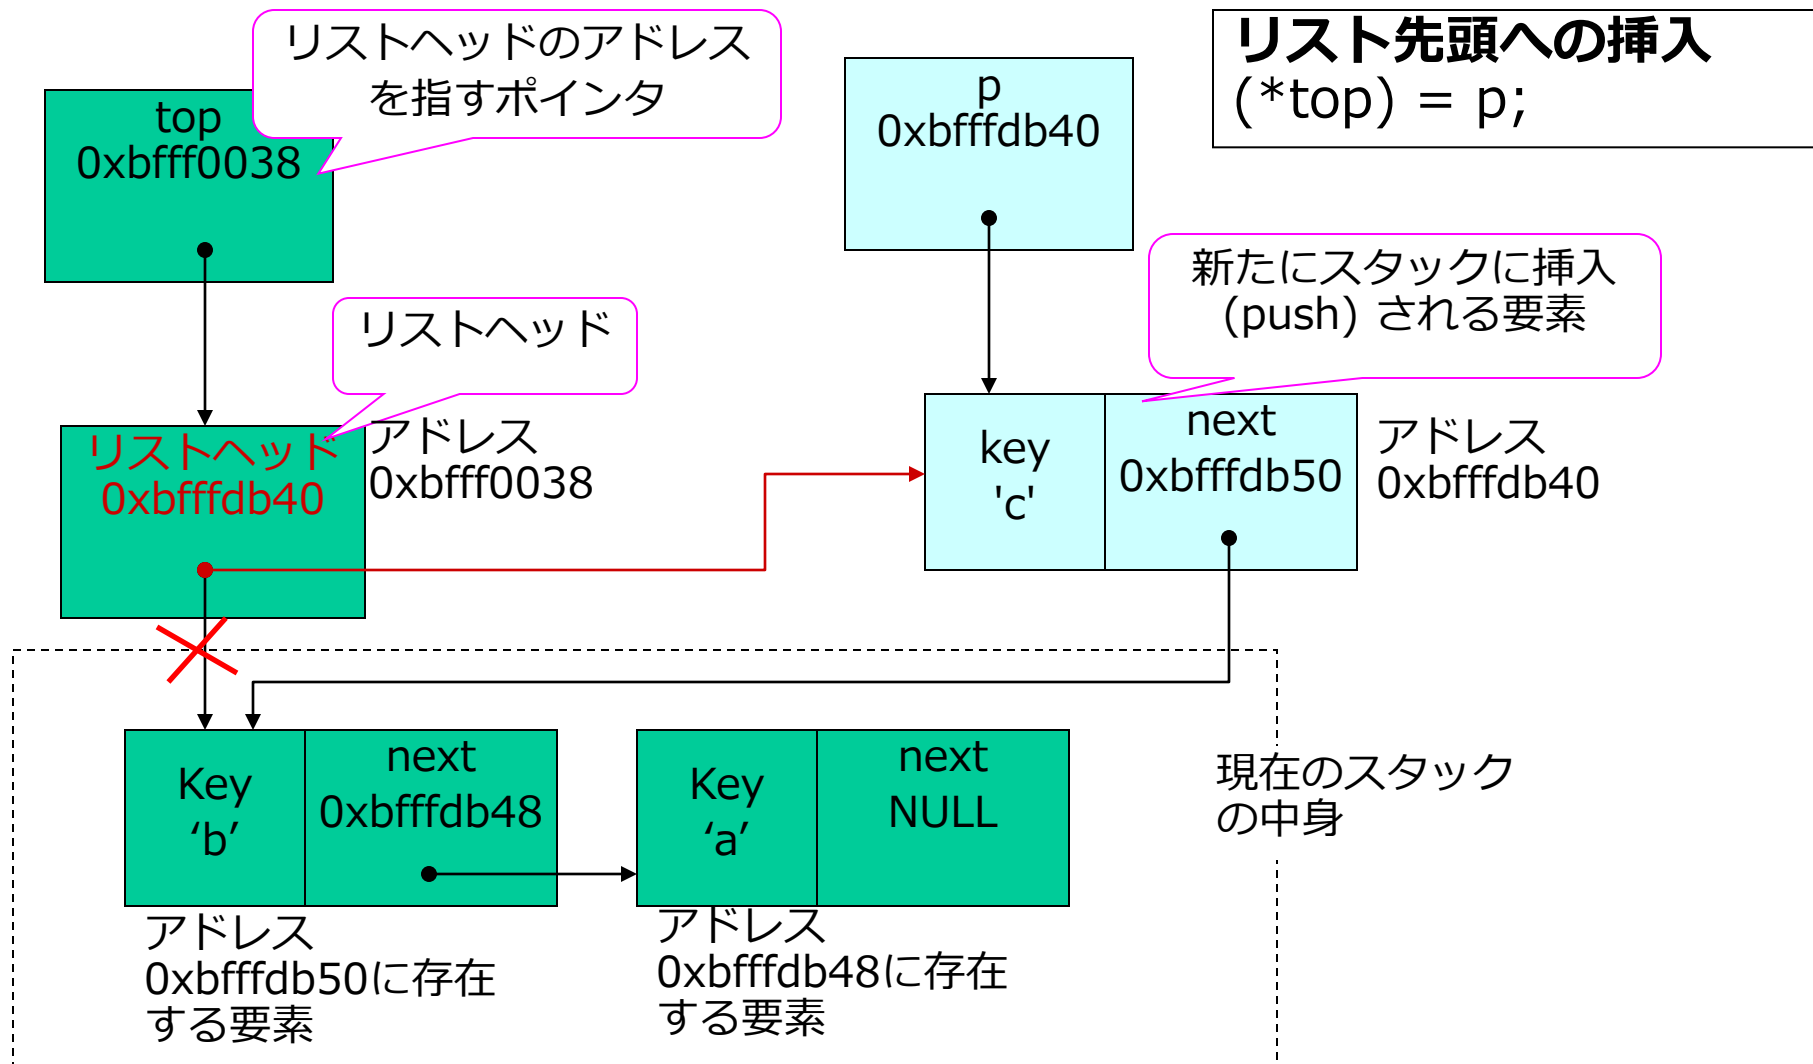 リストヘッドのアドレス
を指すポインタ
リスト先頭への挿入
(*top) = p;
top
0xbfff0038
p
0xbfffdb40
新たにスタックに挿入
(push) される要素
リストヘッド
リストヘッド
0xbfffdb40
アドレス
0xbfff0038
key
'c'
next
0xbfffdb50
アドレス
0xbfffdb40
Key
‘b’
next
0xbfffdb48
Key
‘a’
next
NULL
現在のスタック
の中身
アドレス
0xbfffdb50に存在
する要素
アドレス
0xbfffdb48に存在
する要素